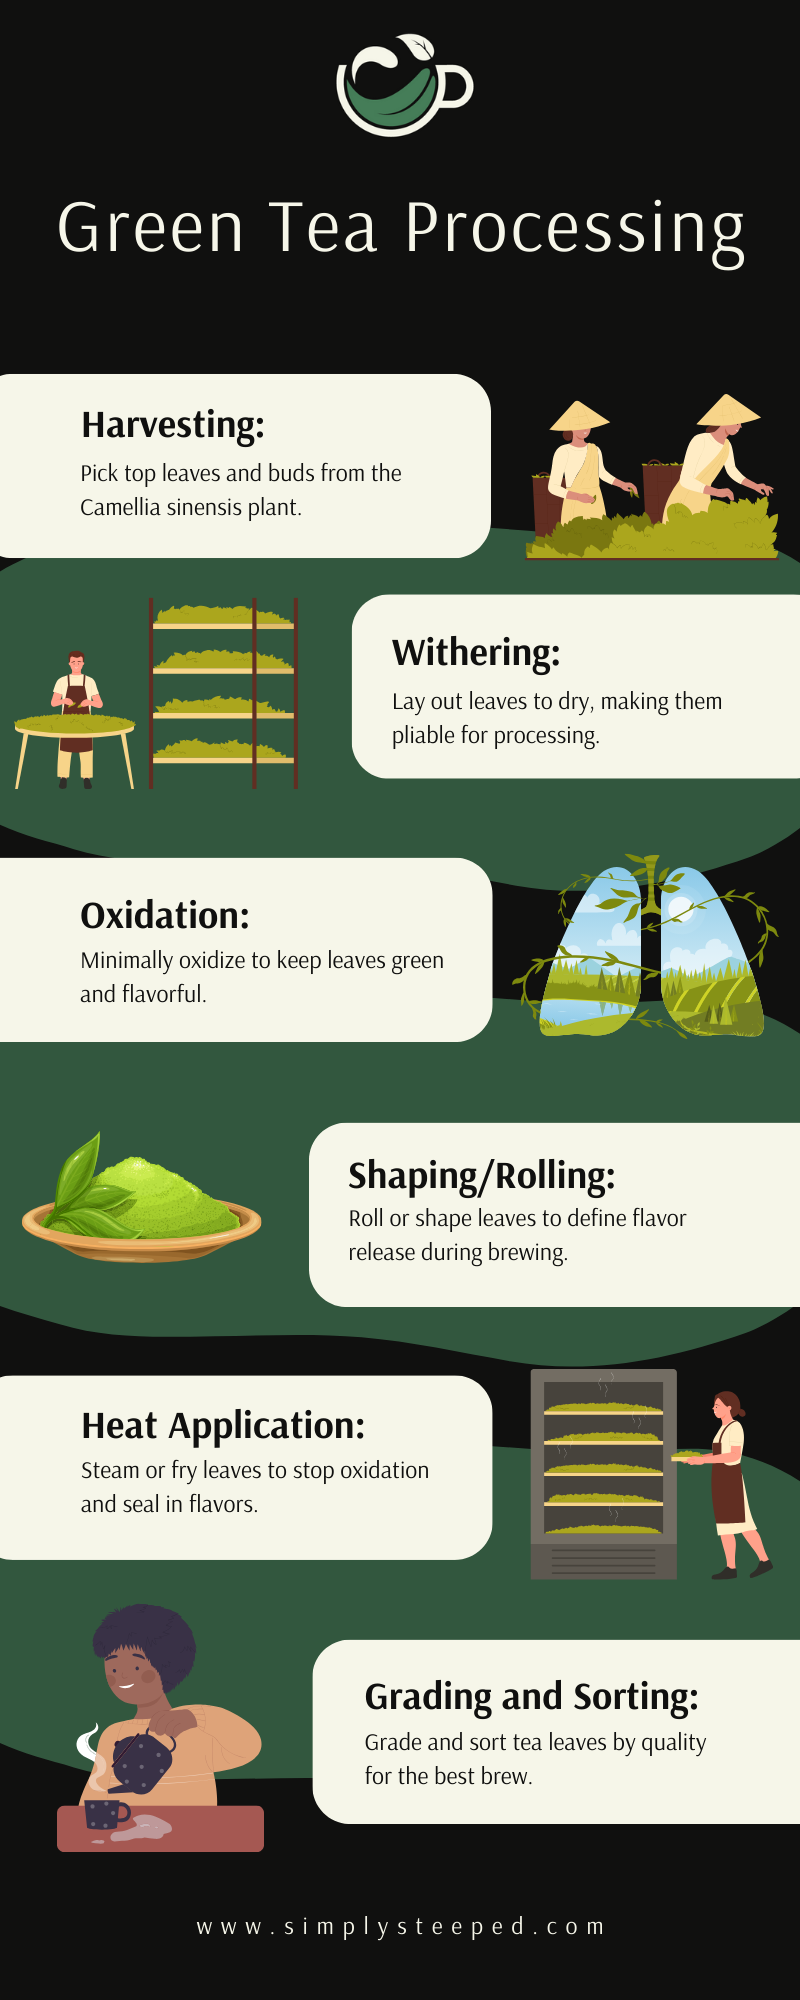 Green Tea Processing
Harvesting:
Pick top leaves and buds from the
Camellia sinensis plant.
Withering:
Lay out leaves to dry, making them
pliable for processing.
Oxidation:
Minimally oxidize to keep leaves green
and flavorful.
Shaping/Rolling:
Roll or shape leaves to define flavor
release during brewing.
Heat Application:
Steam or fry leaves to stop oxidation
and seal in flavors.
Grading and Sorting:
Grade and sort tea leaves by quality
for the best brew.
www.simplysteeped.com